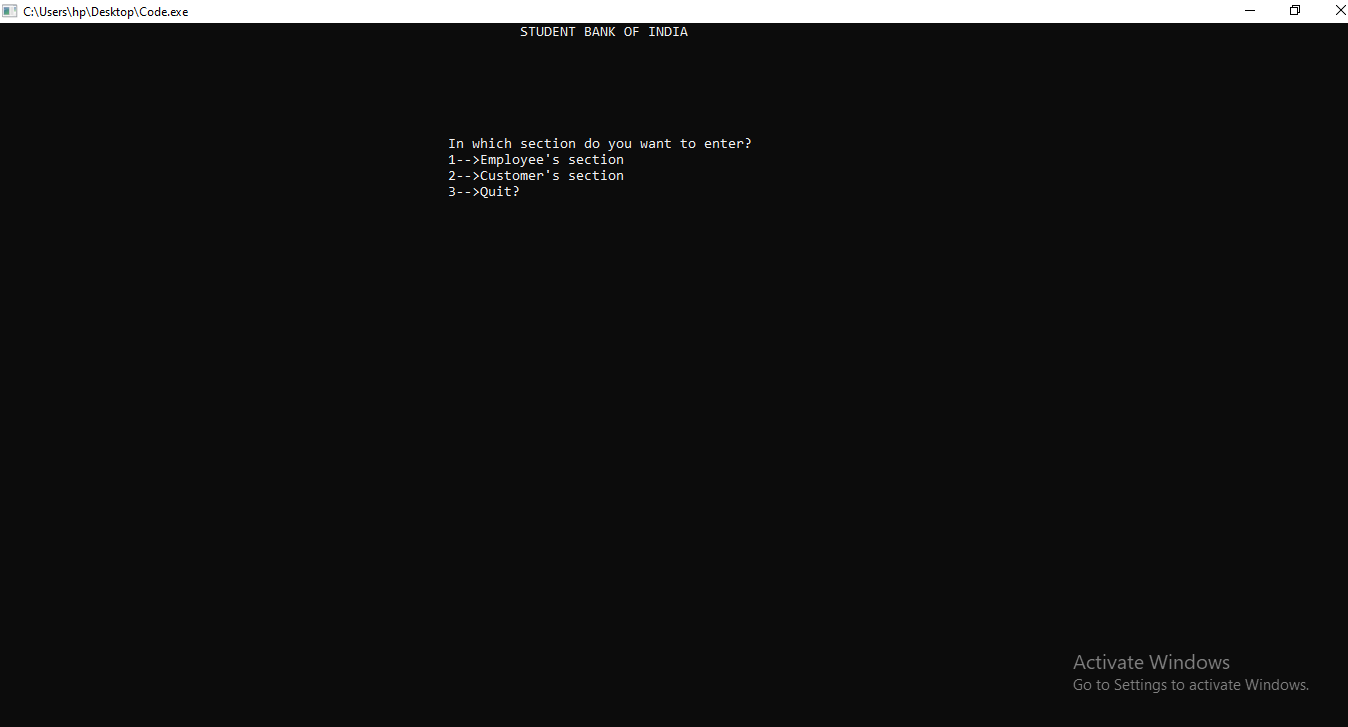 C:\Users\hp\Desktop\Code.exe
STUDENT BANK OF INDIA
In which section do you want to enter?
1-->Employee's section
2-->Customer's section
3-->Quit?
Activate Windows
Go to Settings to activate Windows.